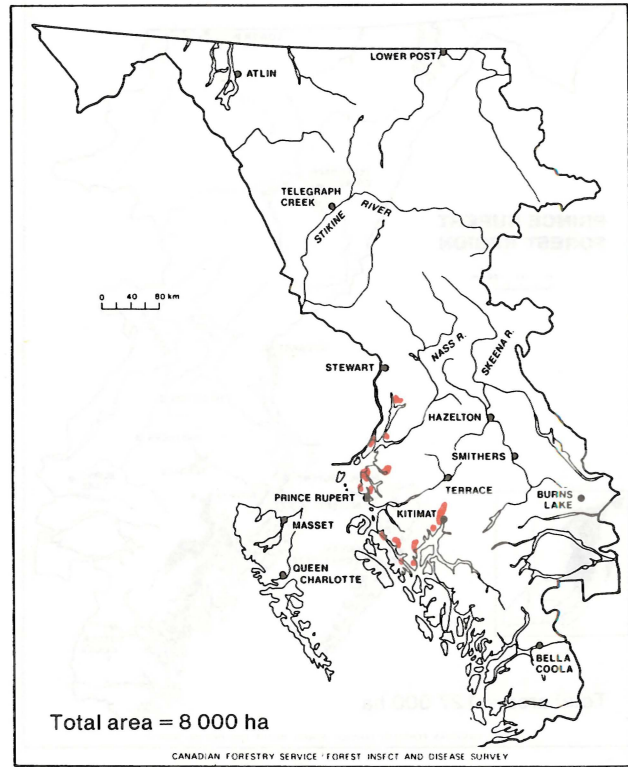 LOWER POST
ATLIN
TELEGRAPH
CREEK
STIKINE
RIVER
0 40 80 km
NASS R.
SKEENA R.
STEWART
HAZELTON
SMITHERS
TERRACE
PRINCE RUPERT
KITIMAT
BURNS
LAKE
MASSET
QUEEN
CHARLOTTE
BELLA
COOLA
Total area = 8 000 ha
CANADIAN FORESTRY SERVICE FOREST INSECT AND DISEASE SURVEY